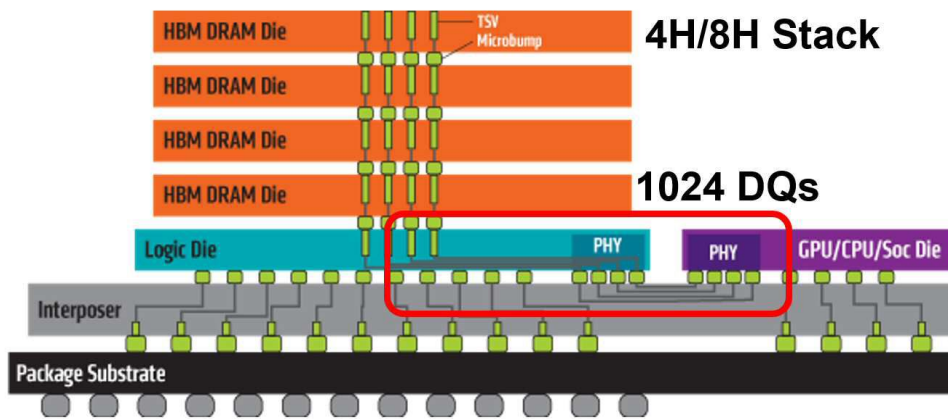 HBM DRAM Die
TSV
Microbump
4H/8H Stack
HBM DRAM Die
HBM DRAM Die
HBM DRAM Die
1024 DQs
Logic Die
PHY
PHY
GPU/CPU/Soc Die
Interposer
Package Substrate